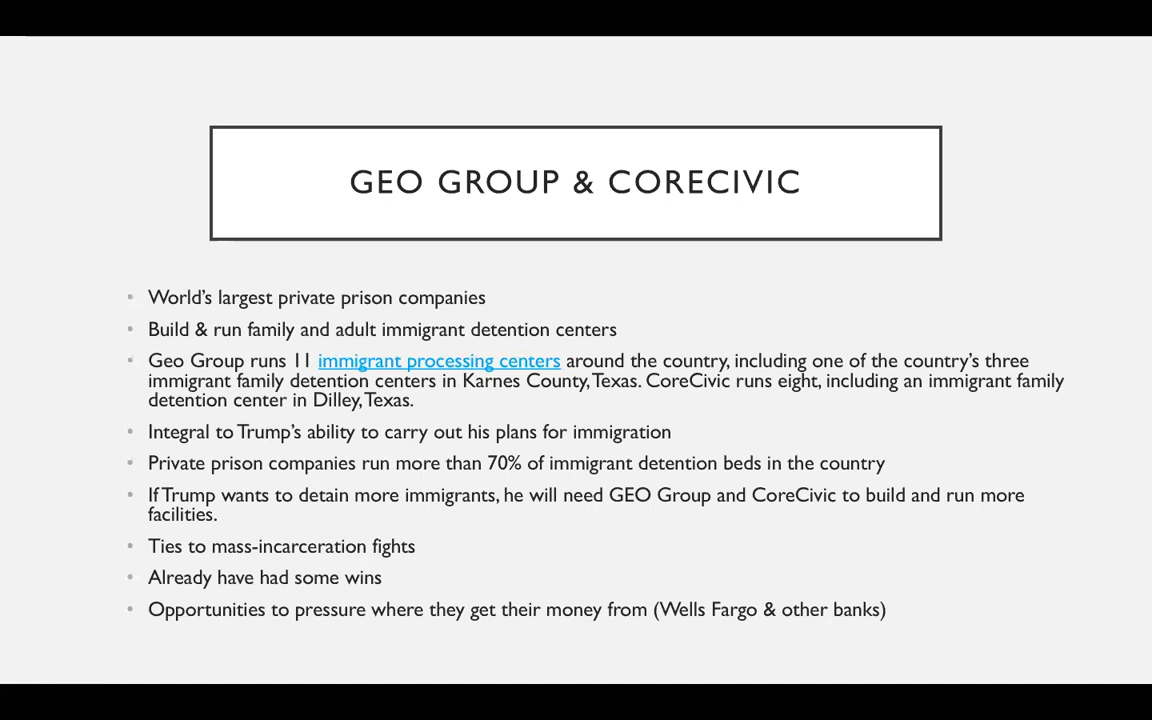 GEO GROUP & CORECIVIC
• World's largest private prison companies
• Build & run family and adult immigrant detention centers
• Geo Group runs 11 immigrant processing centers around the country, including one of the country's three
immigrant family detention centers in Karnes County, Texas. CoreCivic runs eight, including an immigrant family
detention center in Dilley, Texas.
• Integral to Trump's ability to carry out his plans for immigration
• Private prison companies run more than 70% of immigrant detention beds in the country
• If Trump wants to detain more immigrants, he will need GEO Group and CoreCivic to build and run more
facilities.
• Ties to mass-incarceration fights
• Already have had some wins
• Opportunities to pressure where they get their money from (Wells Fargo & other banks)